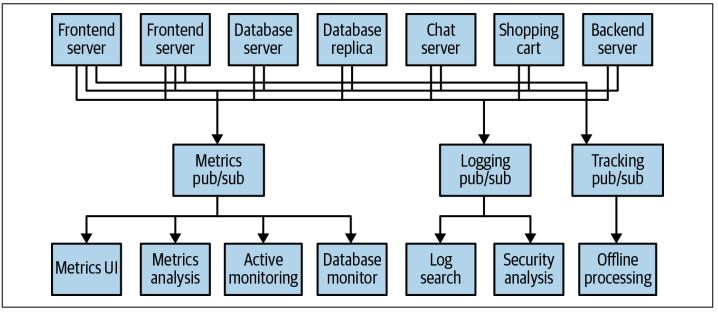 Frontend
server
Frontend
server
Database
server
Database
replica
Chat
server
Shopping
cart
Backend
server
Metrics
pub/sub
Logging
pub/sub
Tracking
pub/sub
Metrics UI
Metrics
analysis
Active
monitoring
Database
monitor
Log
search
Security
analysis
Offline
processing